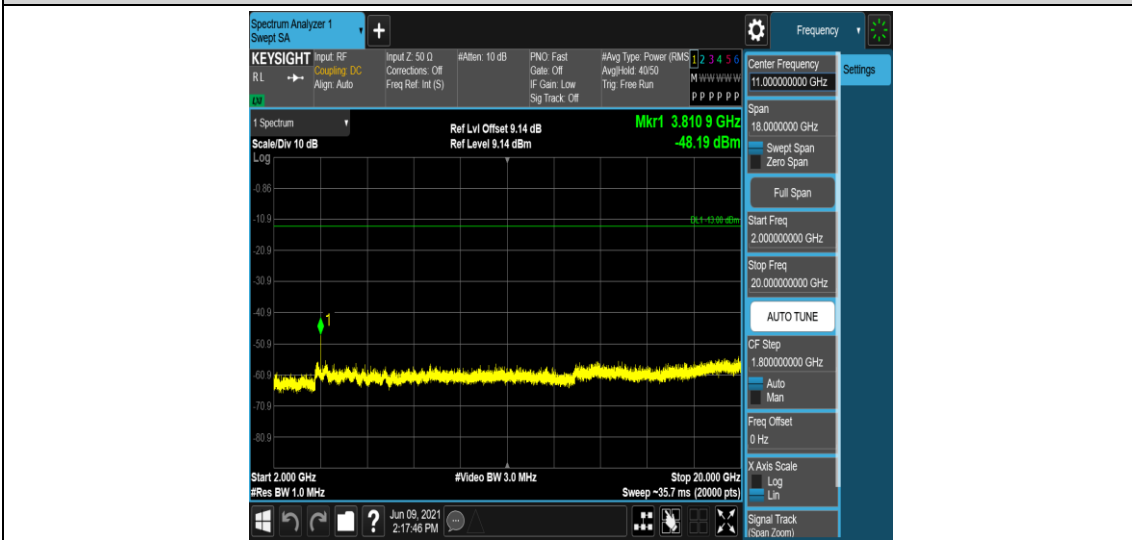 Spectrum Analyzer 1
Swept SA
+
Frequency
KEYSIGHT
RL
LXI
Input: RF
Coupling: DC
Align: Auto
Input Z: 50 Ω
Corrections: Off
Freq Ref: Int (S)
#Atten: 10 dB
PNO: Fast
Gate: Off
IF Gain: Low
Sig Track: Off
#Avg Type: Power (RMS
Avg|Hold: 40/50
Trig: Free Run
1 2 3 4 5 6
M W W W W W
P P P P P P
1 Spectrum
Scale/Div 10 dB
Log
Ref Lvl Offset 9.14 dB
Ref Level 9.14 dBm
Mkr1 3.810 9 GHz
-48.19 dBm
-0.86
-10.9
DL1 -13.00 dBm
-20.9
-30.9
-40.9
1
-50.9
-60.9
-70.9
-80.9
Start 2.000 GHz
#Res BW 1.0 MHz
#Video BW 3.0 MHz
Stop 20.000 GHz
Sweep ~35.7 ms (20000 pts)
Jun 09, 2021
2:17:46 PM
?
Center Frequency
11.000000000 GHz
Settings
Span
18.0000000 GHz
Swept Span
Zero Span
Full Span
Start Freq
2.000000000 GHz
Stop Freq
20.000000000 GHz
AUTO TUNE
CF Step
1.800000000 GHz
Auto
Man
Freq Offset
0 Hz
X Axis Scale
Log
Lin
Signal Track
(Span Zoom)